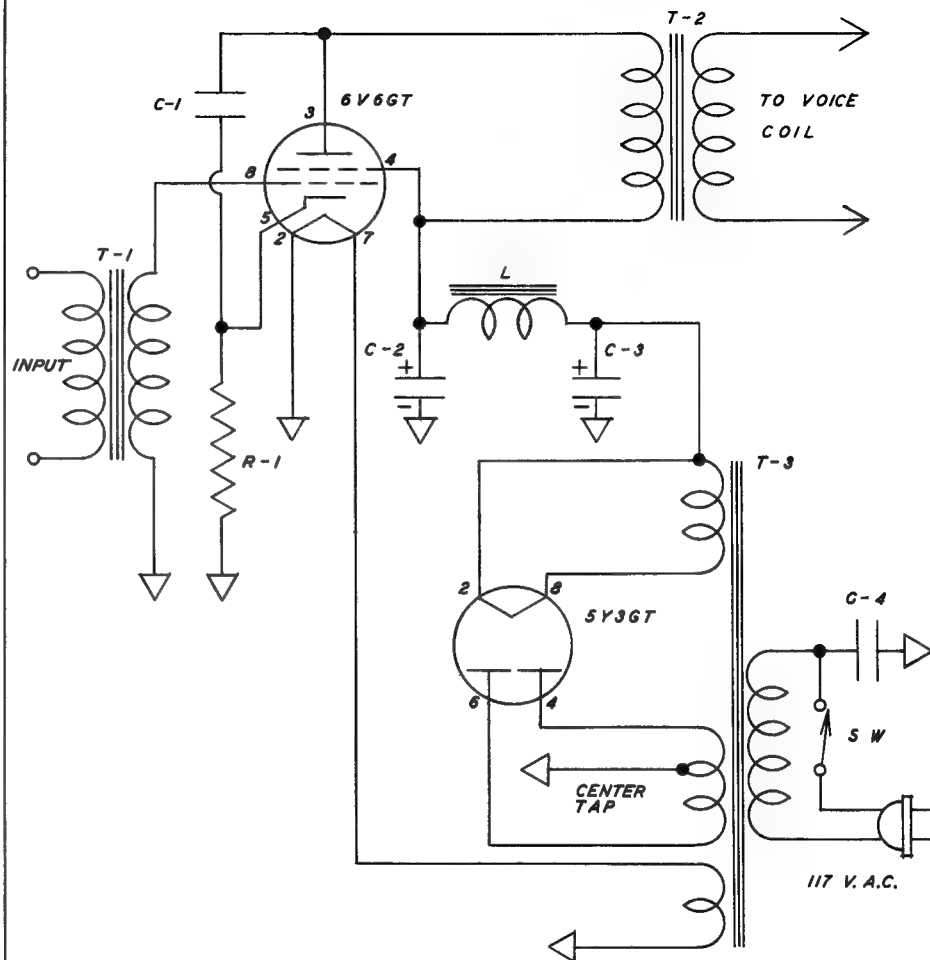 T-2
C-1
6V6GT
3
TO VOICE
COIL
8
4
5
2
7
T-1
L
INPUT
C-2
+
-
C-3
+
-
R-1
T-3
2
8
5Y3GT
C-4
6
4
SW
CENTER
TAP
117 V.A.C.